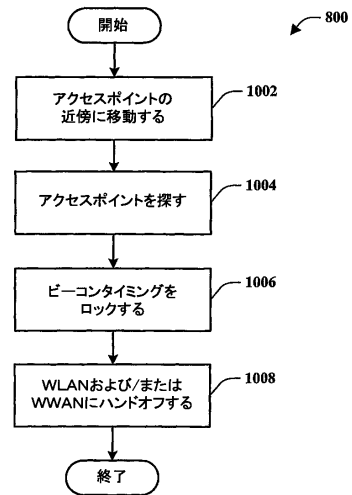 開始
800
アクセスポイントの
近傍に移動する
1002
アクセスポイントを探す
1004
ビーコンタイミングを
ロックする
1006
WLANおよび/または
WWANにハンドオフする
1008
終了